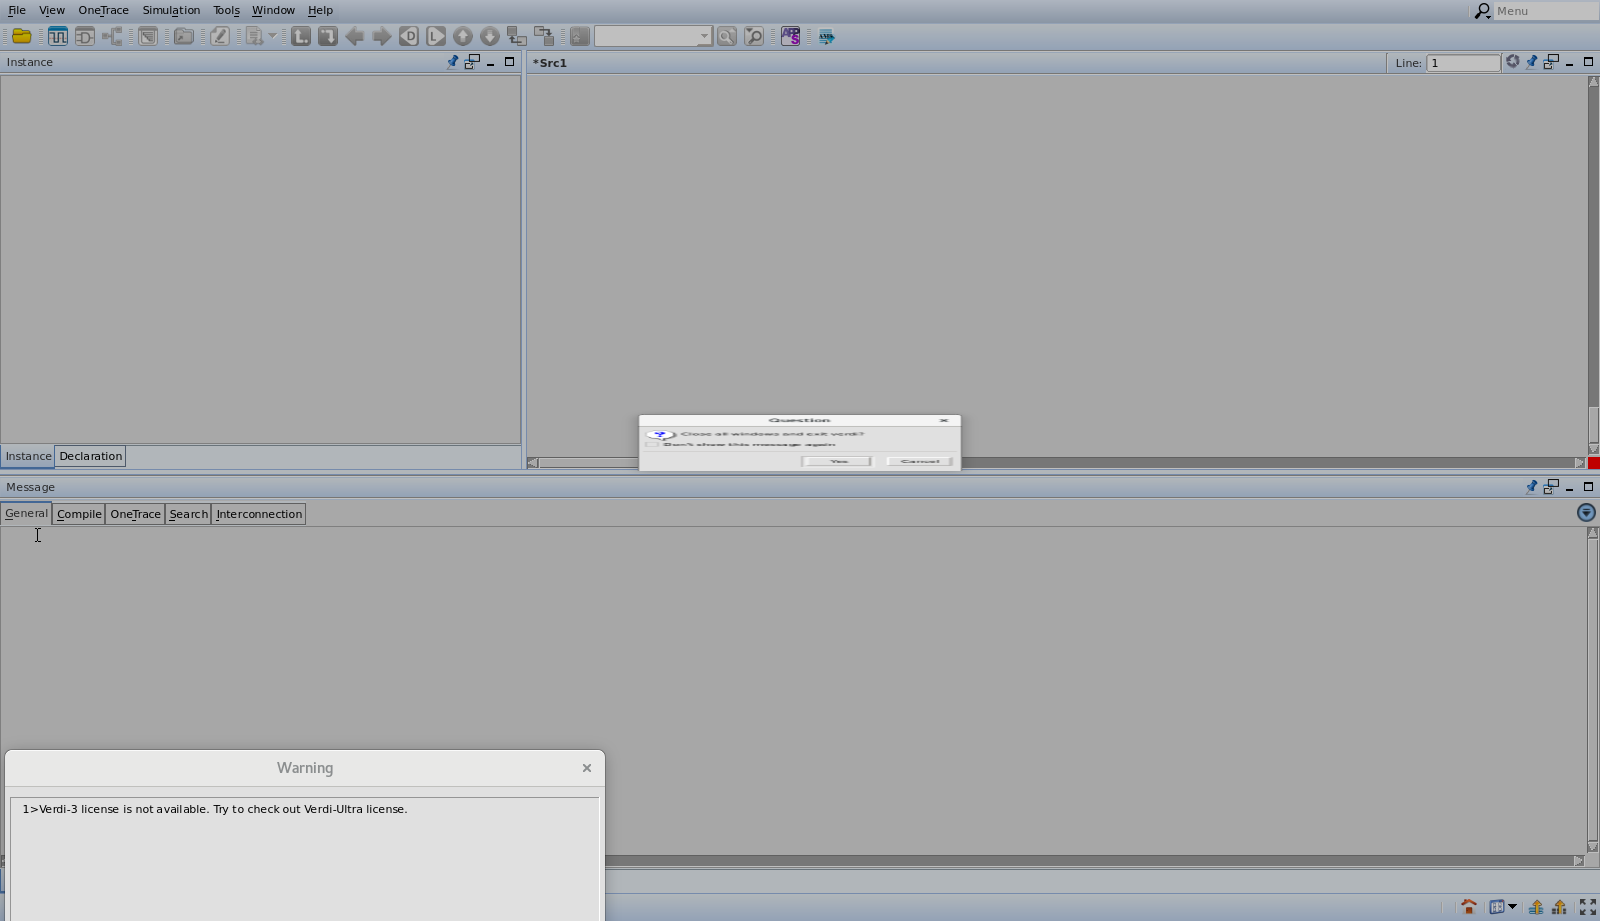 File View OneTrace Simulation Tools Window Help
Menu
Instance
*Src1
Line: 1
Question
Close all windows and exit verdi?
Don't show this message again
Yes Cancel
Instance Declaration
Message
General Compile OneTrace Search Interconnection
Warning
1>Verdi-3 license is not available. Try to check out Verdi-Ultra license.